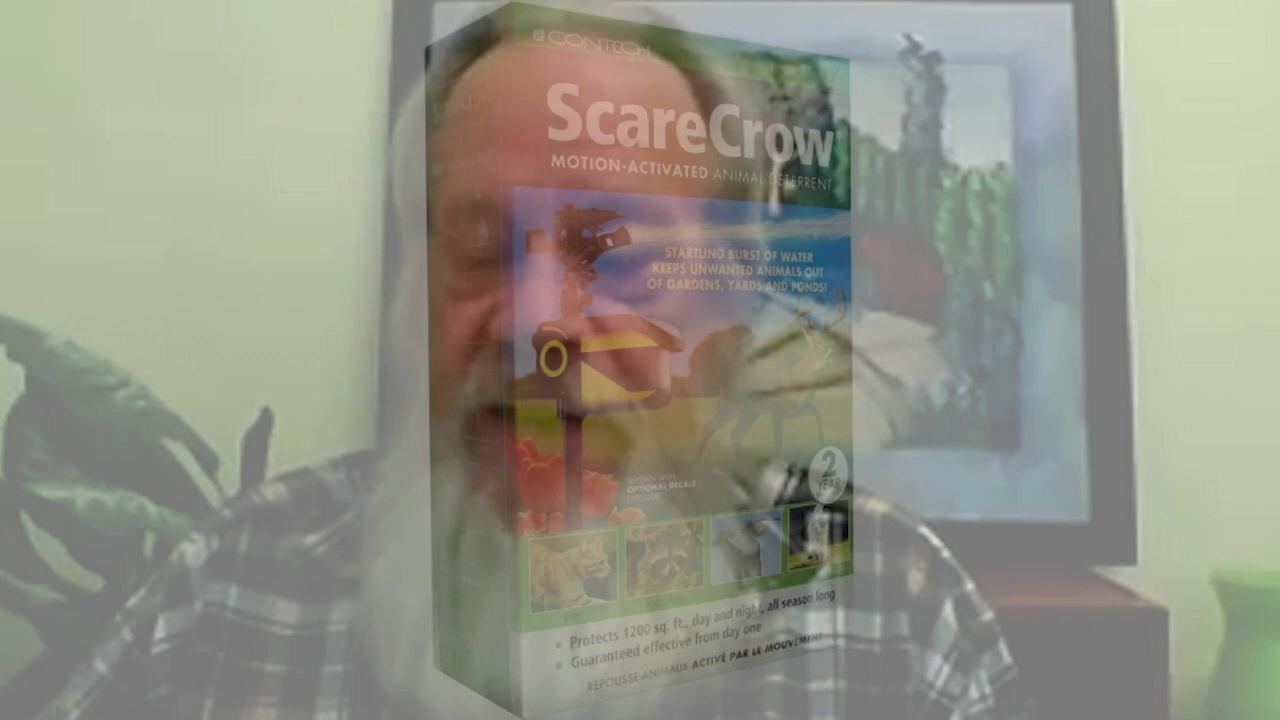 CONTECH
ScareCrow
MOTION-ACTIVATED ANIMAL DETERRENT
STARTLING BURST OF WATER
KEEPS UNWANTED ANIMALS OUT
OF GARDENS, YARDS AND PONDS!
2
YEAR
SHOWN WITH
OPTIONAL DECALS
• Protects 1200 sq. ft., day and night, all season long
• Guaranteed effective from day one
REPOUSSE-ANIMAUX ACTIVÉ PAR LE MOUVEMENT